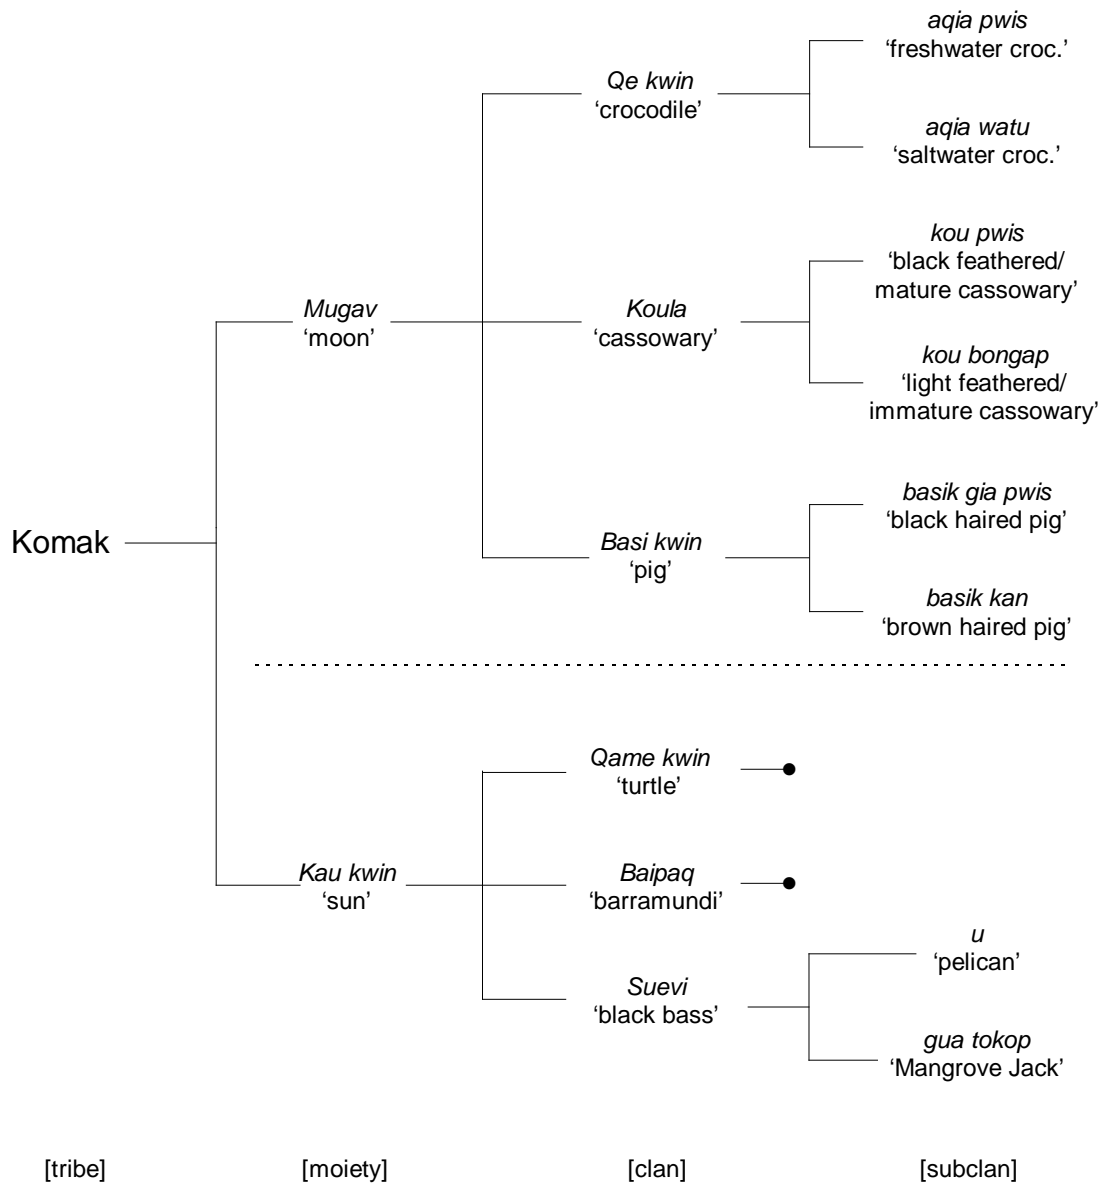 aqia pwis
‘freshwater croc.’
Qe kwin
‘crocodile’
aqia watu
‘saltwater croc.’
kou pwis
‘black feathered/
mature cassowary’
Mugav
‘moon’
Koula
‘cassowary’
kou bongap
‘light feathered/
immature cassowary’
basik gia pwis
‘black haired pig’
Komak
Basi kwin
‘pig’
basik kan
‘brown haired pig’
Qame kwin
‘turtle’
Kau kwin
‘sun’
Baipaq
‘barramundi’
u
‘pelican’
Suevi
‘black bass’
gua tokop
‘Mangrove Jack’
[tribe] [moiety] [clan] [subclan]